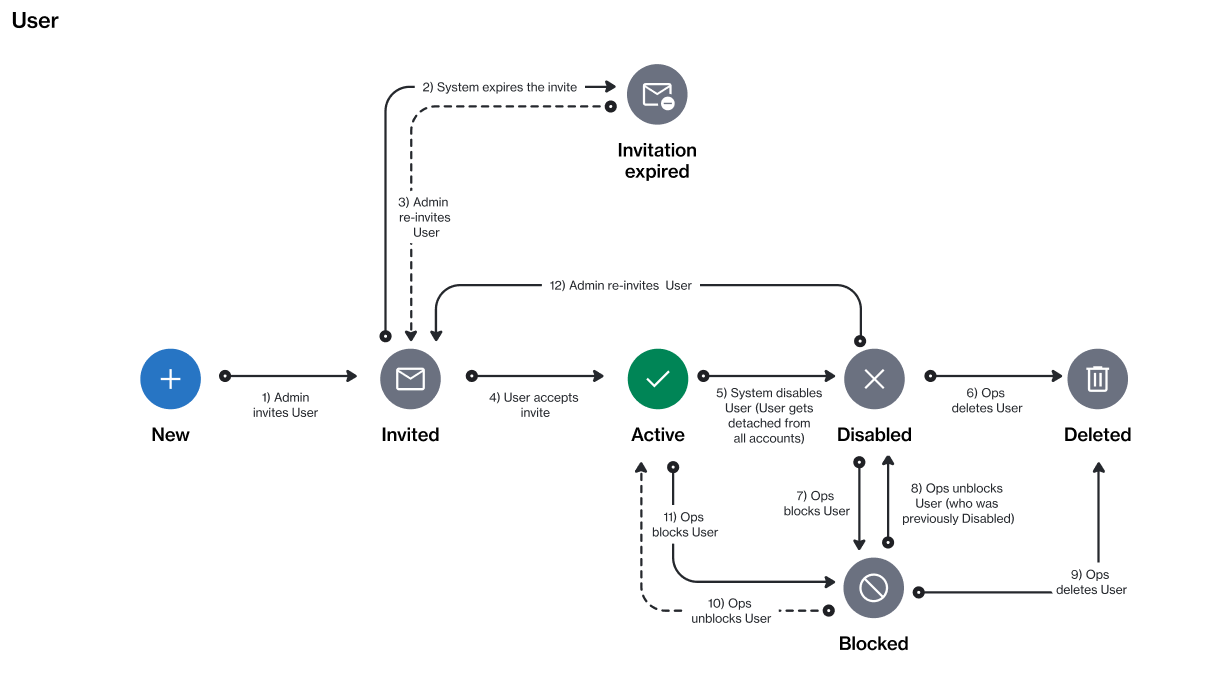 User
2) System expires the invite
Invitation
expired
3) Admin
re-invites
User
12) Admin re-invites  User
1) Admin
invites User
4) User accepts
invite
5) System disables
User (User gets
detached from
all accounts)
6) Ops
deletes User
New
Invited
Active
Disabled
Deleted
11) Ops
blocks User
7) Ops
blocks User
8) Ops unblocks
User (who was
previously Disabled)
9) Ops
deletes User
10) Ops
unblocks User
Blocked